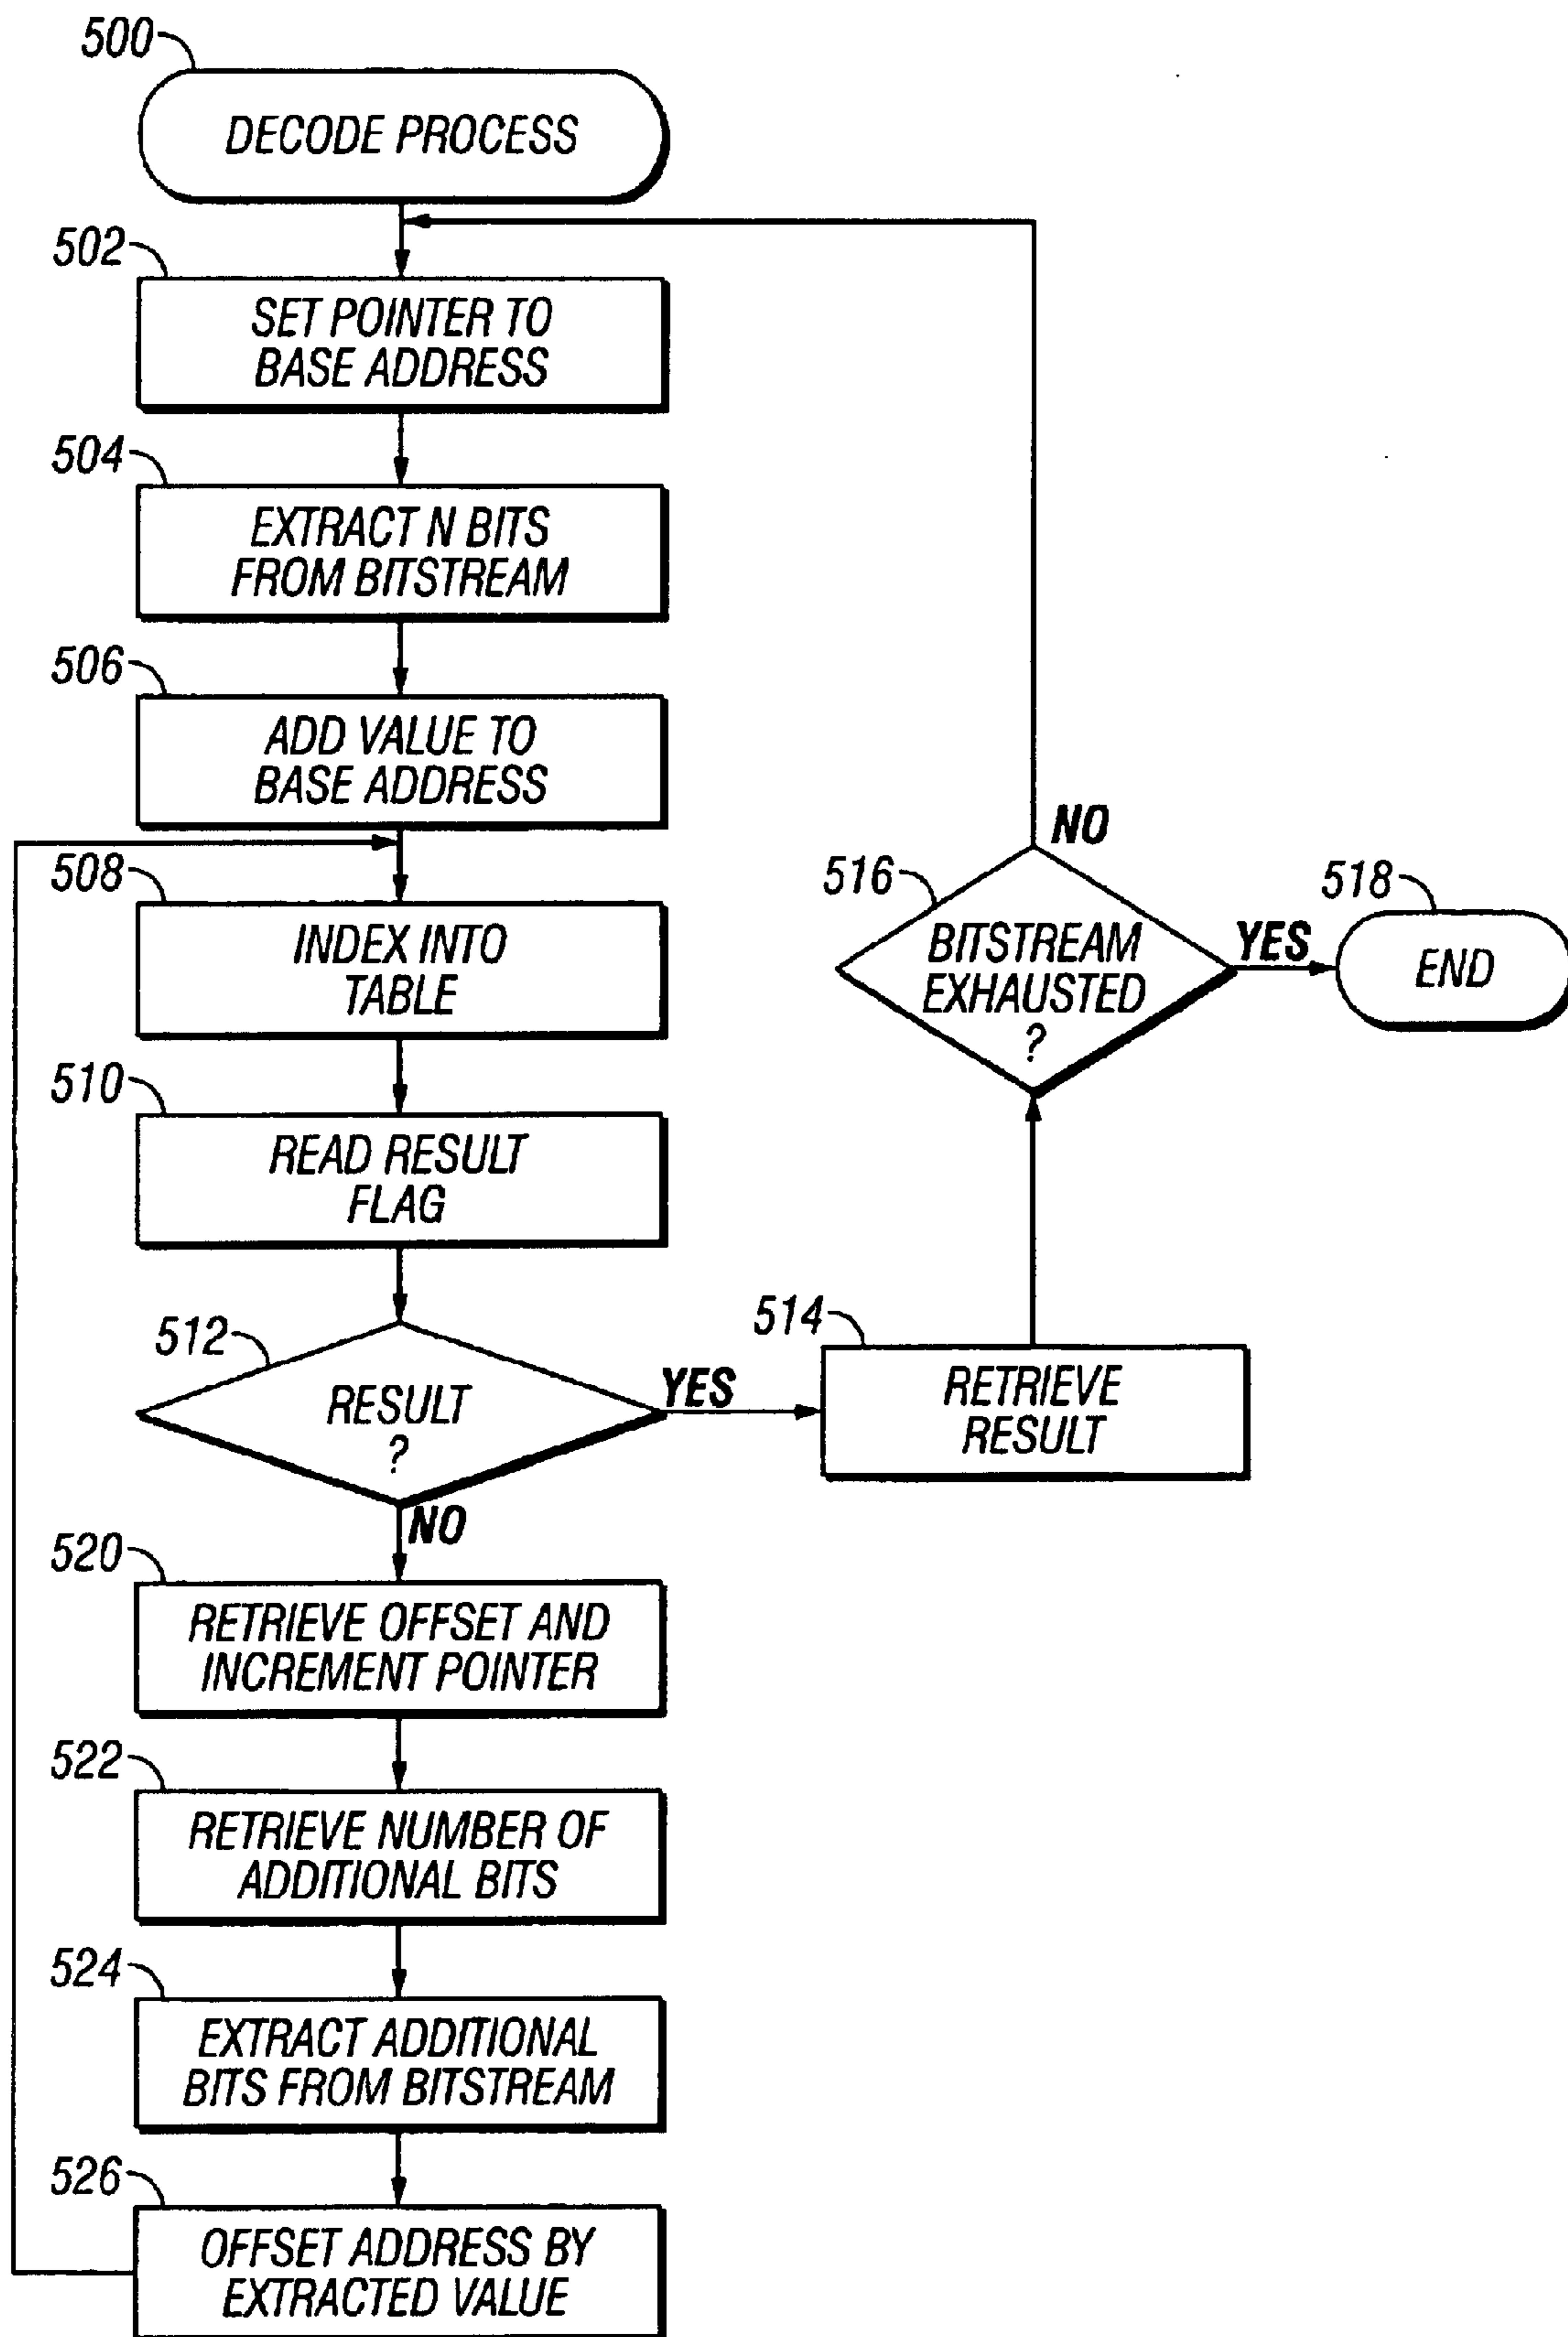 500
DECODE PROCESS
502
SET POINTER TO
BASE ADDRESS
504
EXTRACT N BITS
FROM BITSTREAM
506
ADD VALUE TO
BASE ADDRESS
508
INDEX INTO
TABLE
510
READ RESULT
FLAG
512
RESULT
?
YES
NO
514
RETRIEVE
RESULT
516
BITSTREAM
EXHAUSTED
?
NO
YES
518
END
520
RETRIEVE OFFSET AND
INCREMENT POINTER
522
RETRIEVE NUMBER OF
ADDITIONAL BITS
524
EXTRACT ADDITIONAL
BITS FROM BITSTREAM
526
OFFSET ADDRESS BY
EXTRACTED VALUE